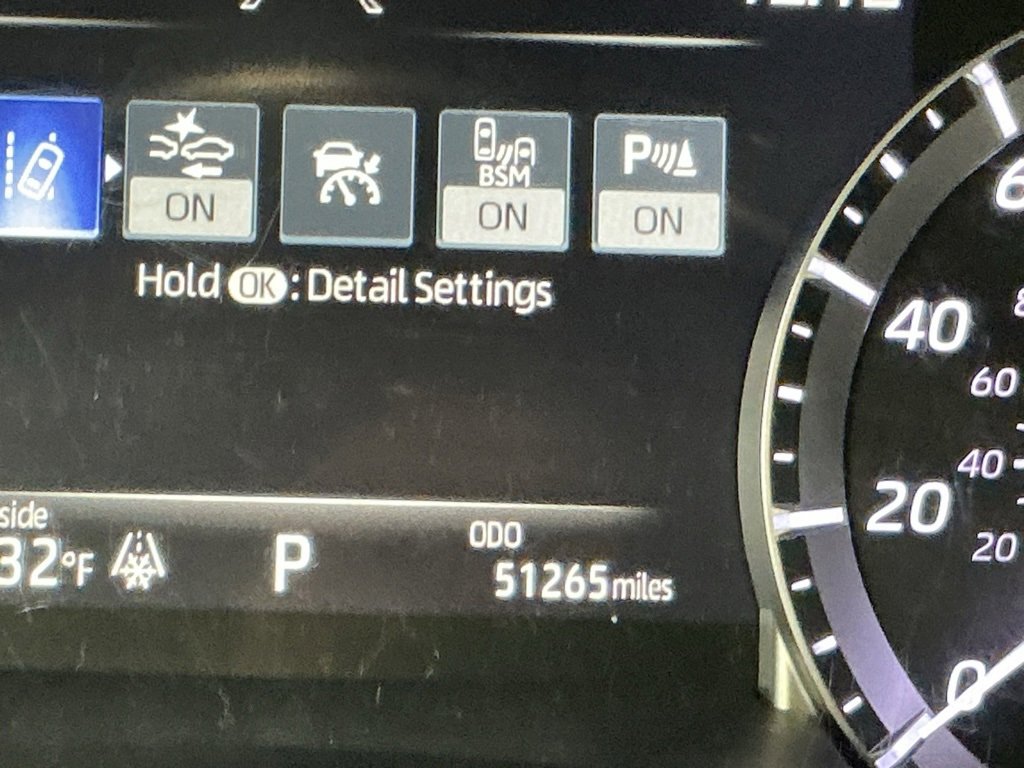 BSM
P
ON
ON
ON
Hold OK: Detail Settings
40
60
40
20
20
side
32°F
P
ODO
51265 miles
0